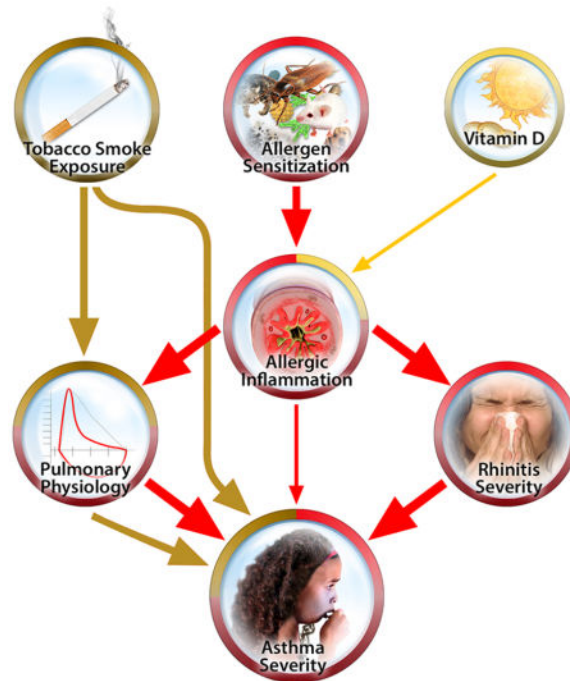 Tobacco Smoke
Exposure
Allergen
Sensitization
Vitamin D
Allergic
Inflammation
Pulmonary
Physiology
Rhinitis
Severity
Asthma
Severity